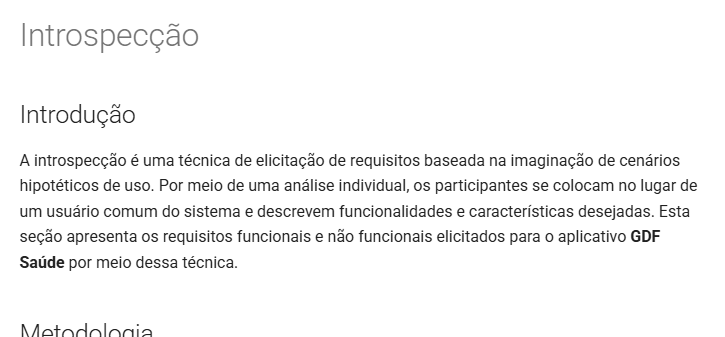 Introspecção
Introdução
A introspecção é uma técnica de elicitação de requisitos baseada na imaginação de cenários
hipotéticos de uso. Por meio de uma análise individual, os participantes se colocam no lugar de
um usuário comum do sistema e descrevem funcionalidades e características desejadas. Esta
seção apresenta os requisitos funcionais e não funcionais elicitados para o aplicativo GDF
Saúde por meio dessa técnica.
Metodologia